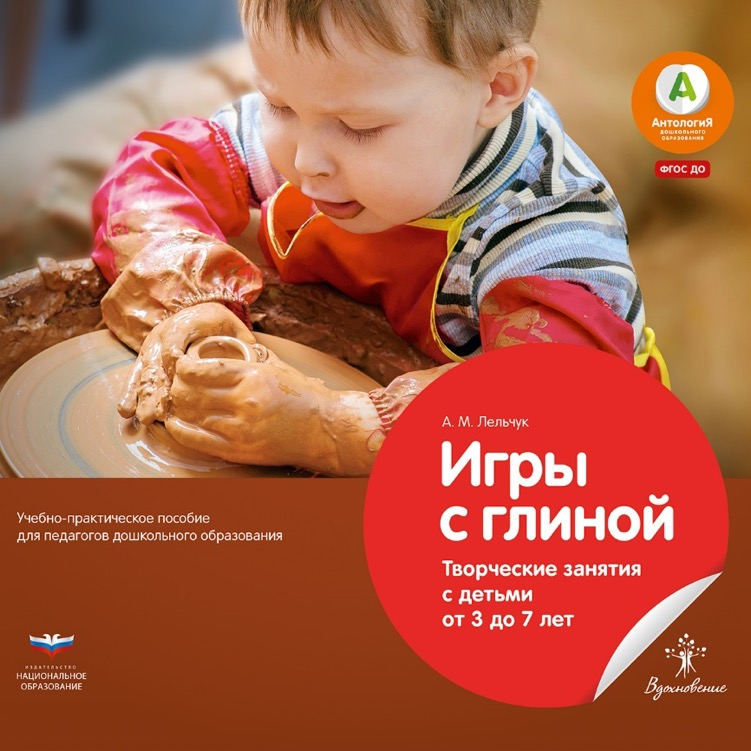 А
АнтологиЯ
ДОШКОЛЬНОГО
ОБРАЗОВАНИЯ
ФГОС ДО
А. М. Лельчук
Игры
с глиной
Творческие занятия
с детьми
от 3 до 7 лет
Учебно-практическое пособие
для педагогов дошкольного образования
ИЗДАТЕЛЬСТВО
НАЦИОНАЛЬНОЕ
ОБРАЗОВАНИЕ
Вдохновение